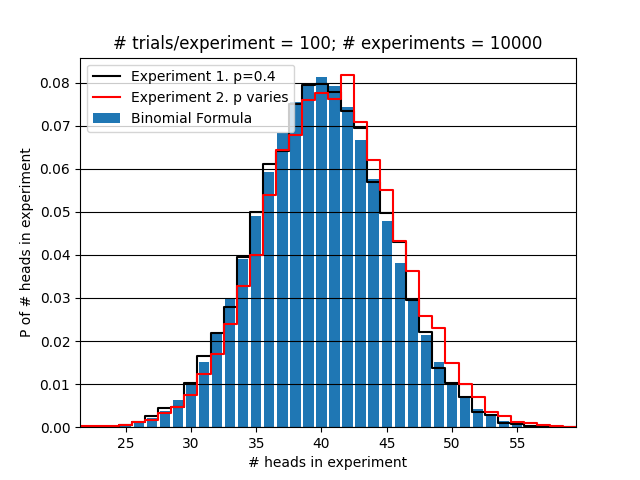 # trials/experiment = 100; # experiments = 10000
Experiment 1. p=0.4
Experiment 2. p varies
Binomial Formula
P of # heads in experiment
0.08
0.07
0.06
0.05
0.04
0.03
0.02
0.01
0.00
25 30 35 40 45 50 55
# heads in experiment